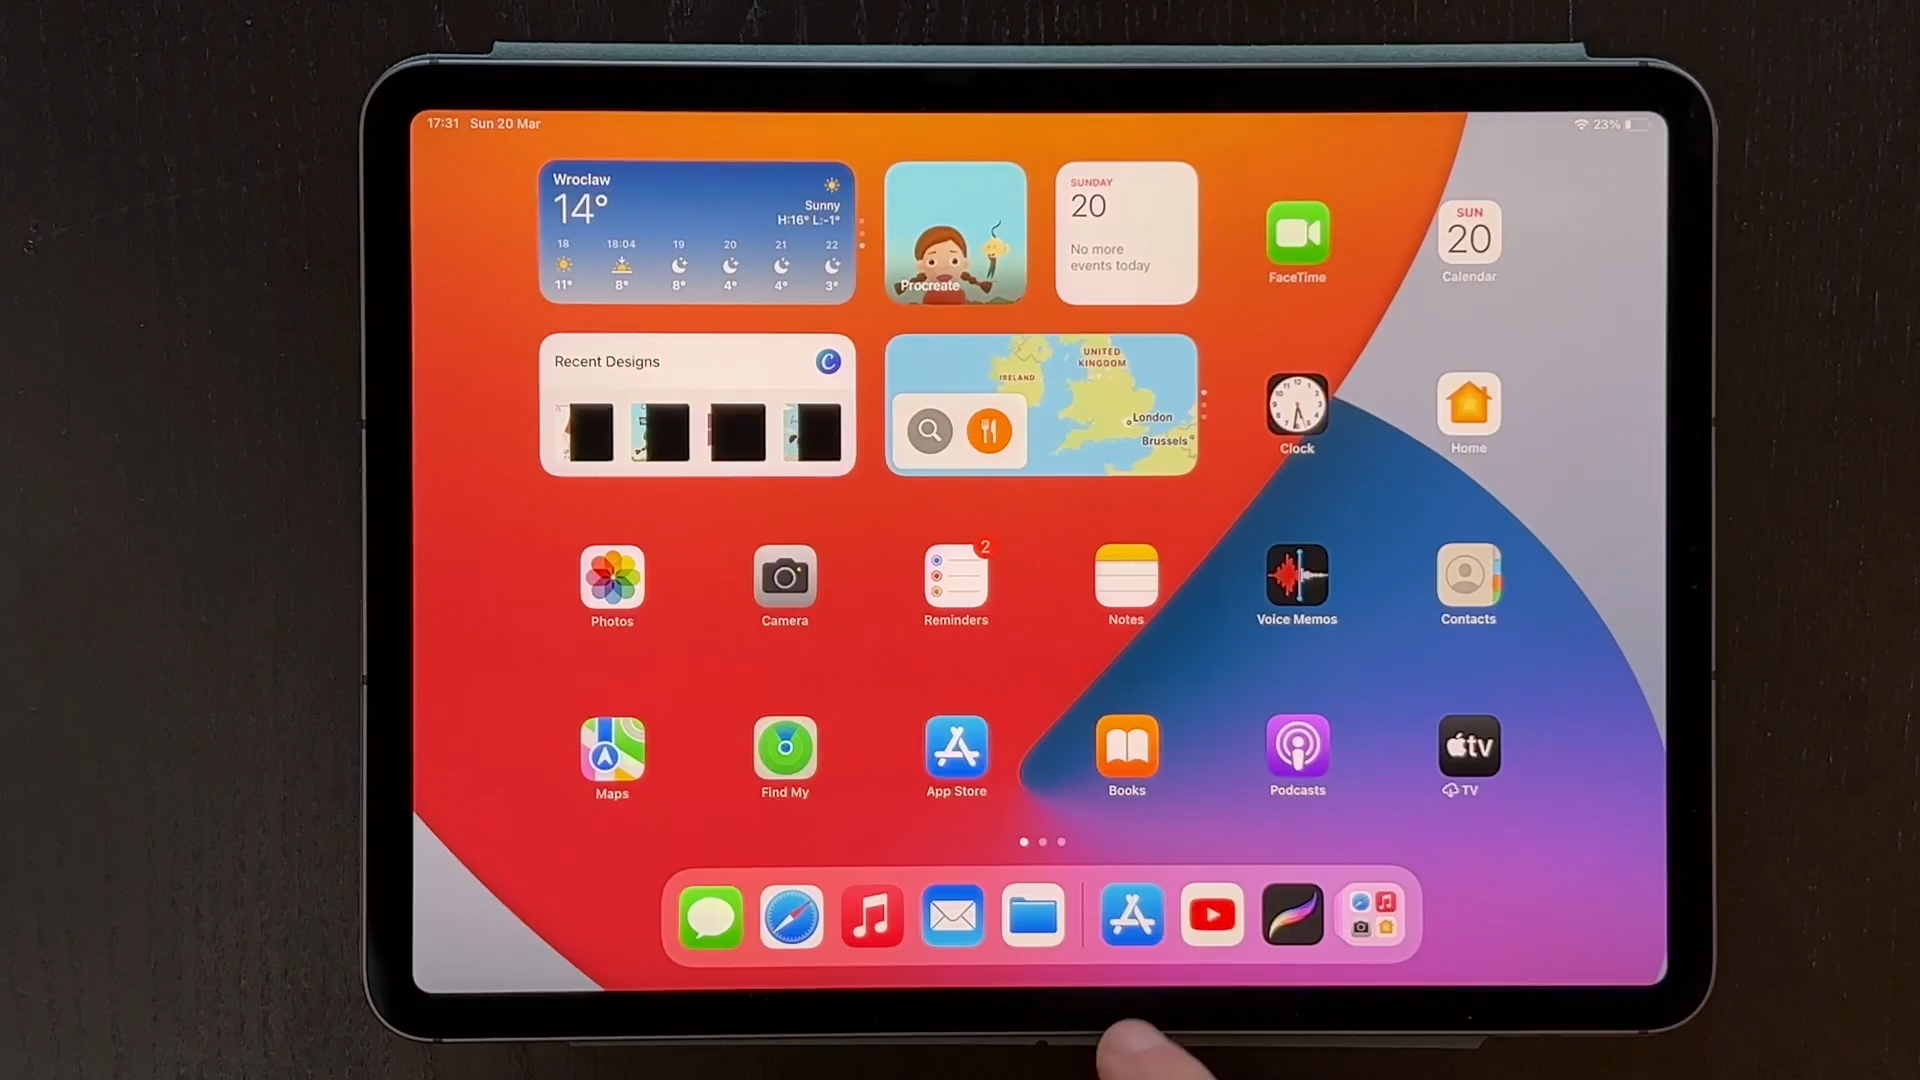 17:31 Sun 20 Mar
23%
Wroclaw
14°
Sunny
H:16° L:-1°
18 18:04 19 20 21 22
11° 8° 8° 4° 4° 3°
Procreate
SUNDAY
20
No more
events today
FaceTime
SUN
20
Calendar
Recent Designs
C
UNITED
KINGDOM
IRELAND
London
Brussels
Clock
Home
2
Photos
Camera
Reminders
Notes
Voice Memos
Contacts
tv
Maps
Find My
App Store
Books
Podcasts
TV